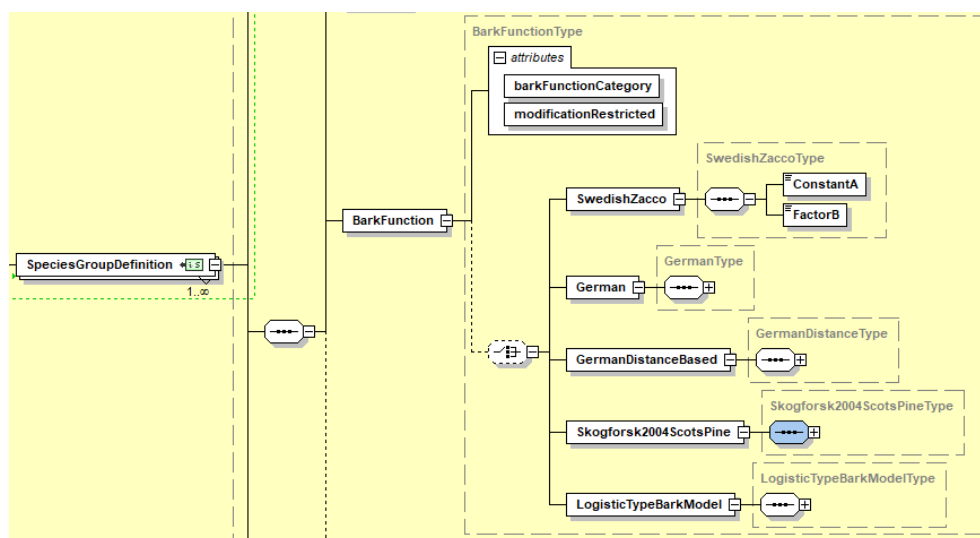 BarkFunctionType
attributes
barkFunctionCategory
modificationRestricted
SwedishZaccoType
ConstantA
SwedishZacco
FactorB
BarkFunction
GermanType
SpeciesGroupDefinition
German
1..∞
GermanDistanceType
GermanDistanceBased
Skogforsk2004ScotsPineType
Skogforsk2004ScotsPine
LogisticTypeBarkModelType
LogisticTypeBarkModel